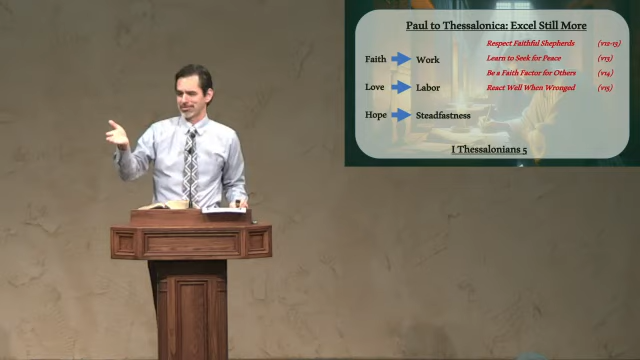 Paul to Thessalonica: Excel Still More
Respect Faithful Shepherds (v12-13)
Faith Work Learn to Seek for Peace (v13)
Be a Faith Factor for Others (v14)
Love Labor React Well When Wronged (v15)
Hope Steadfastness
I Thessalonians 5